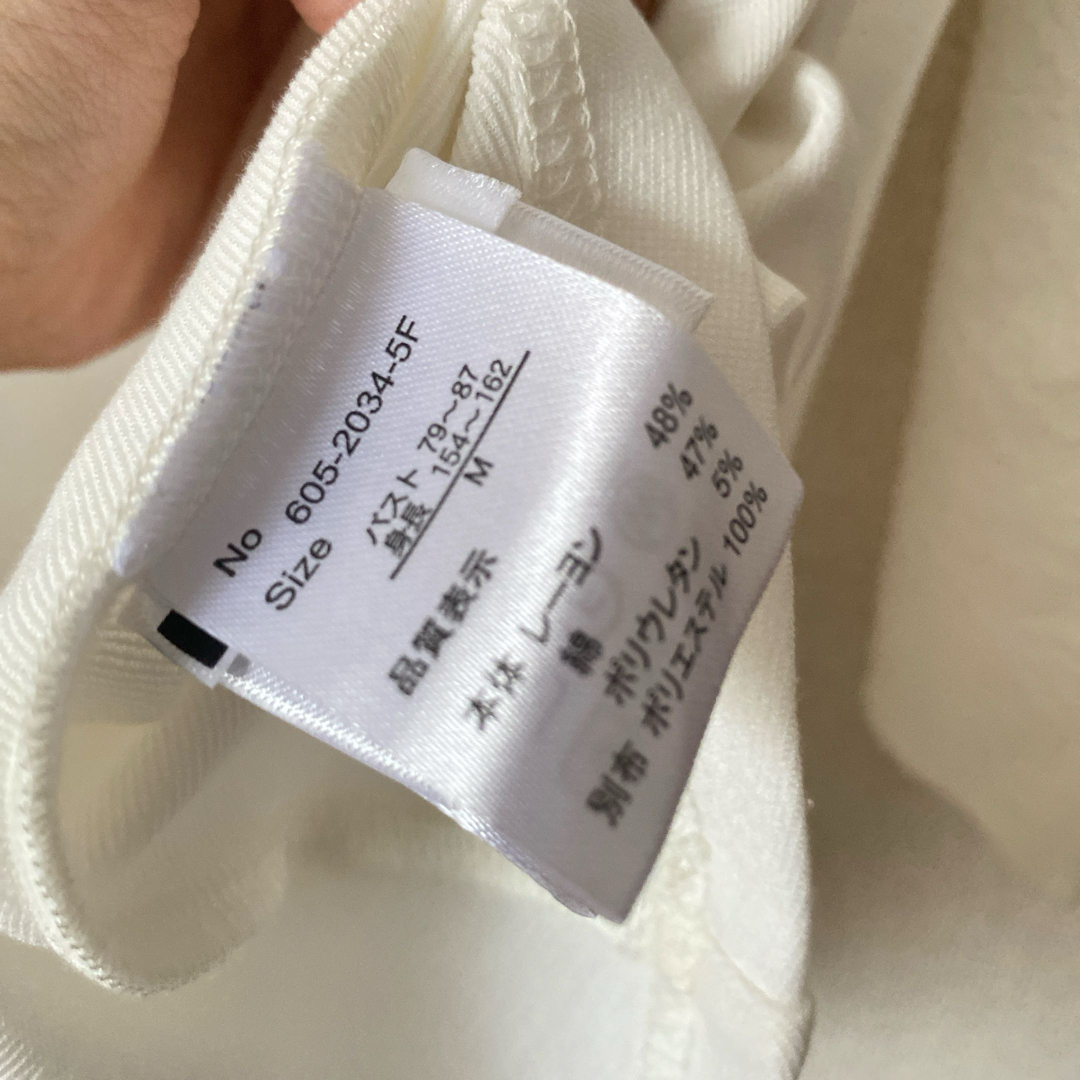 No 605-2034-5F
Size
バスト 79～87
身長 154～162
M
品質表示
本体 レーヨン 48%
綿 47%
ポリウレタン 5%
別布 ポリエステル 100%